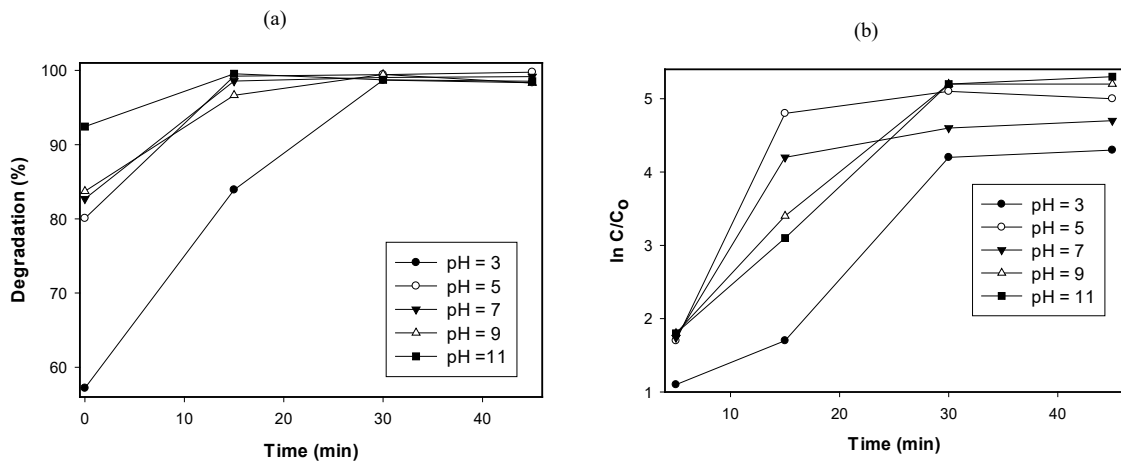 (a)
100
90
80
70
60
Degradation (%)
0
10
20
30
40
Time (min)
pH = 3
pH = 5
pH = 7
pH = 9
pH =11
(b)
5
4
3
2
1
ln C/Co
10
20
30
40
Time (min)
pH = 3
pH = 5
pH = 7
pH = 9
pH = 11